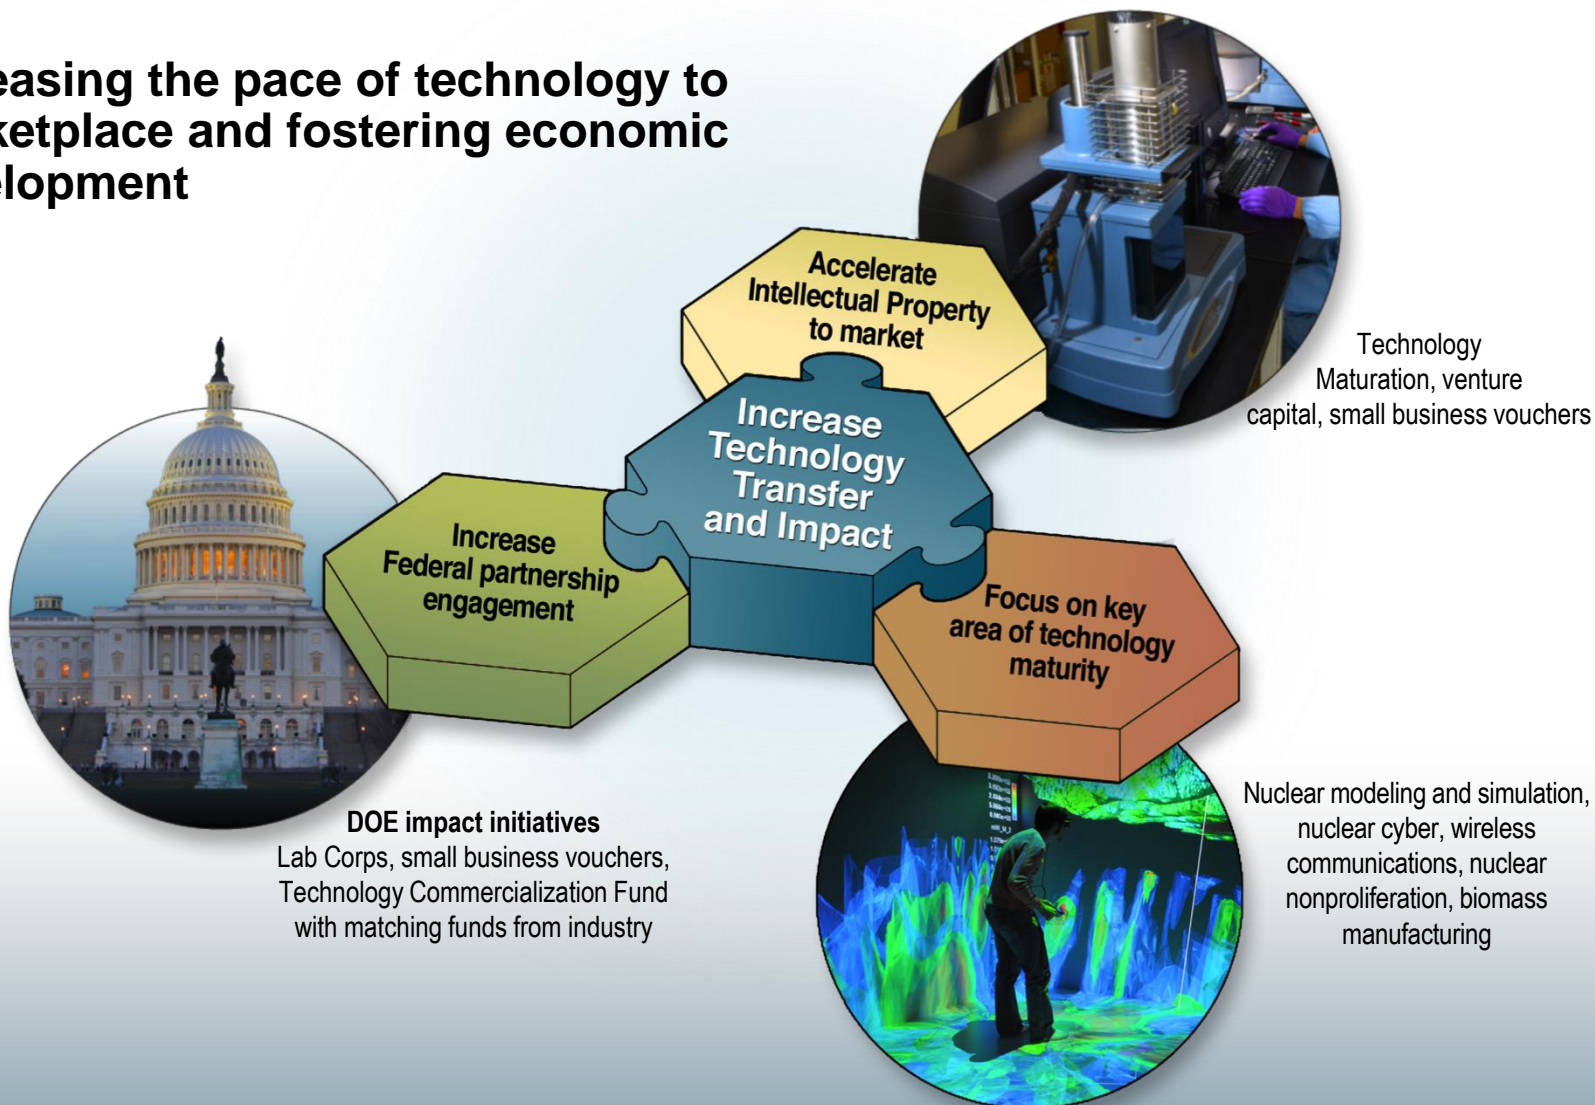 easing the pace of technology to
ketplace and fostering economic
elopment
Accelerate
Intellectual Property
to market
Technology
Maturation, venture
capital, small business vouchers
Increase
Technology
Transfer
and Impact
Increase
Federal partnership
engagement
Focus on key
area of technology
maturity
DOE impact initiatives
Lab Corps, small business vouchers,
Technology Commercialization Fund
with matching funds from industry
Nuclear modeling and simulation,
nuclear cyber, wireless
communications, nuclear
nonproliferation, biomass
manufacturing